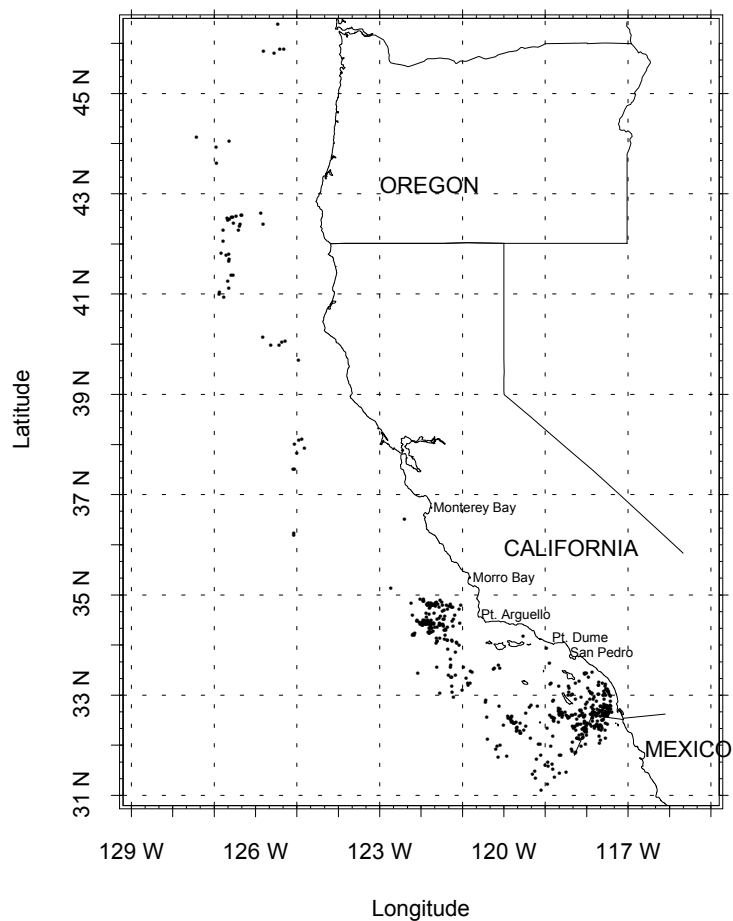 45 N
43 N
41 N
39 N
37 N
35 N
33 N
31 N
Latitude
OREGON
Monterey Bay
CALIFORNIA
Morro Bay
Pt. Arguello
Pt. Dume
San Pedro
MEXICO
129 W 126 W 123 W 120 W 117 W
Longitude